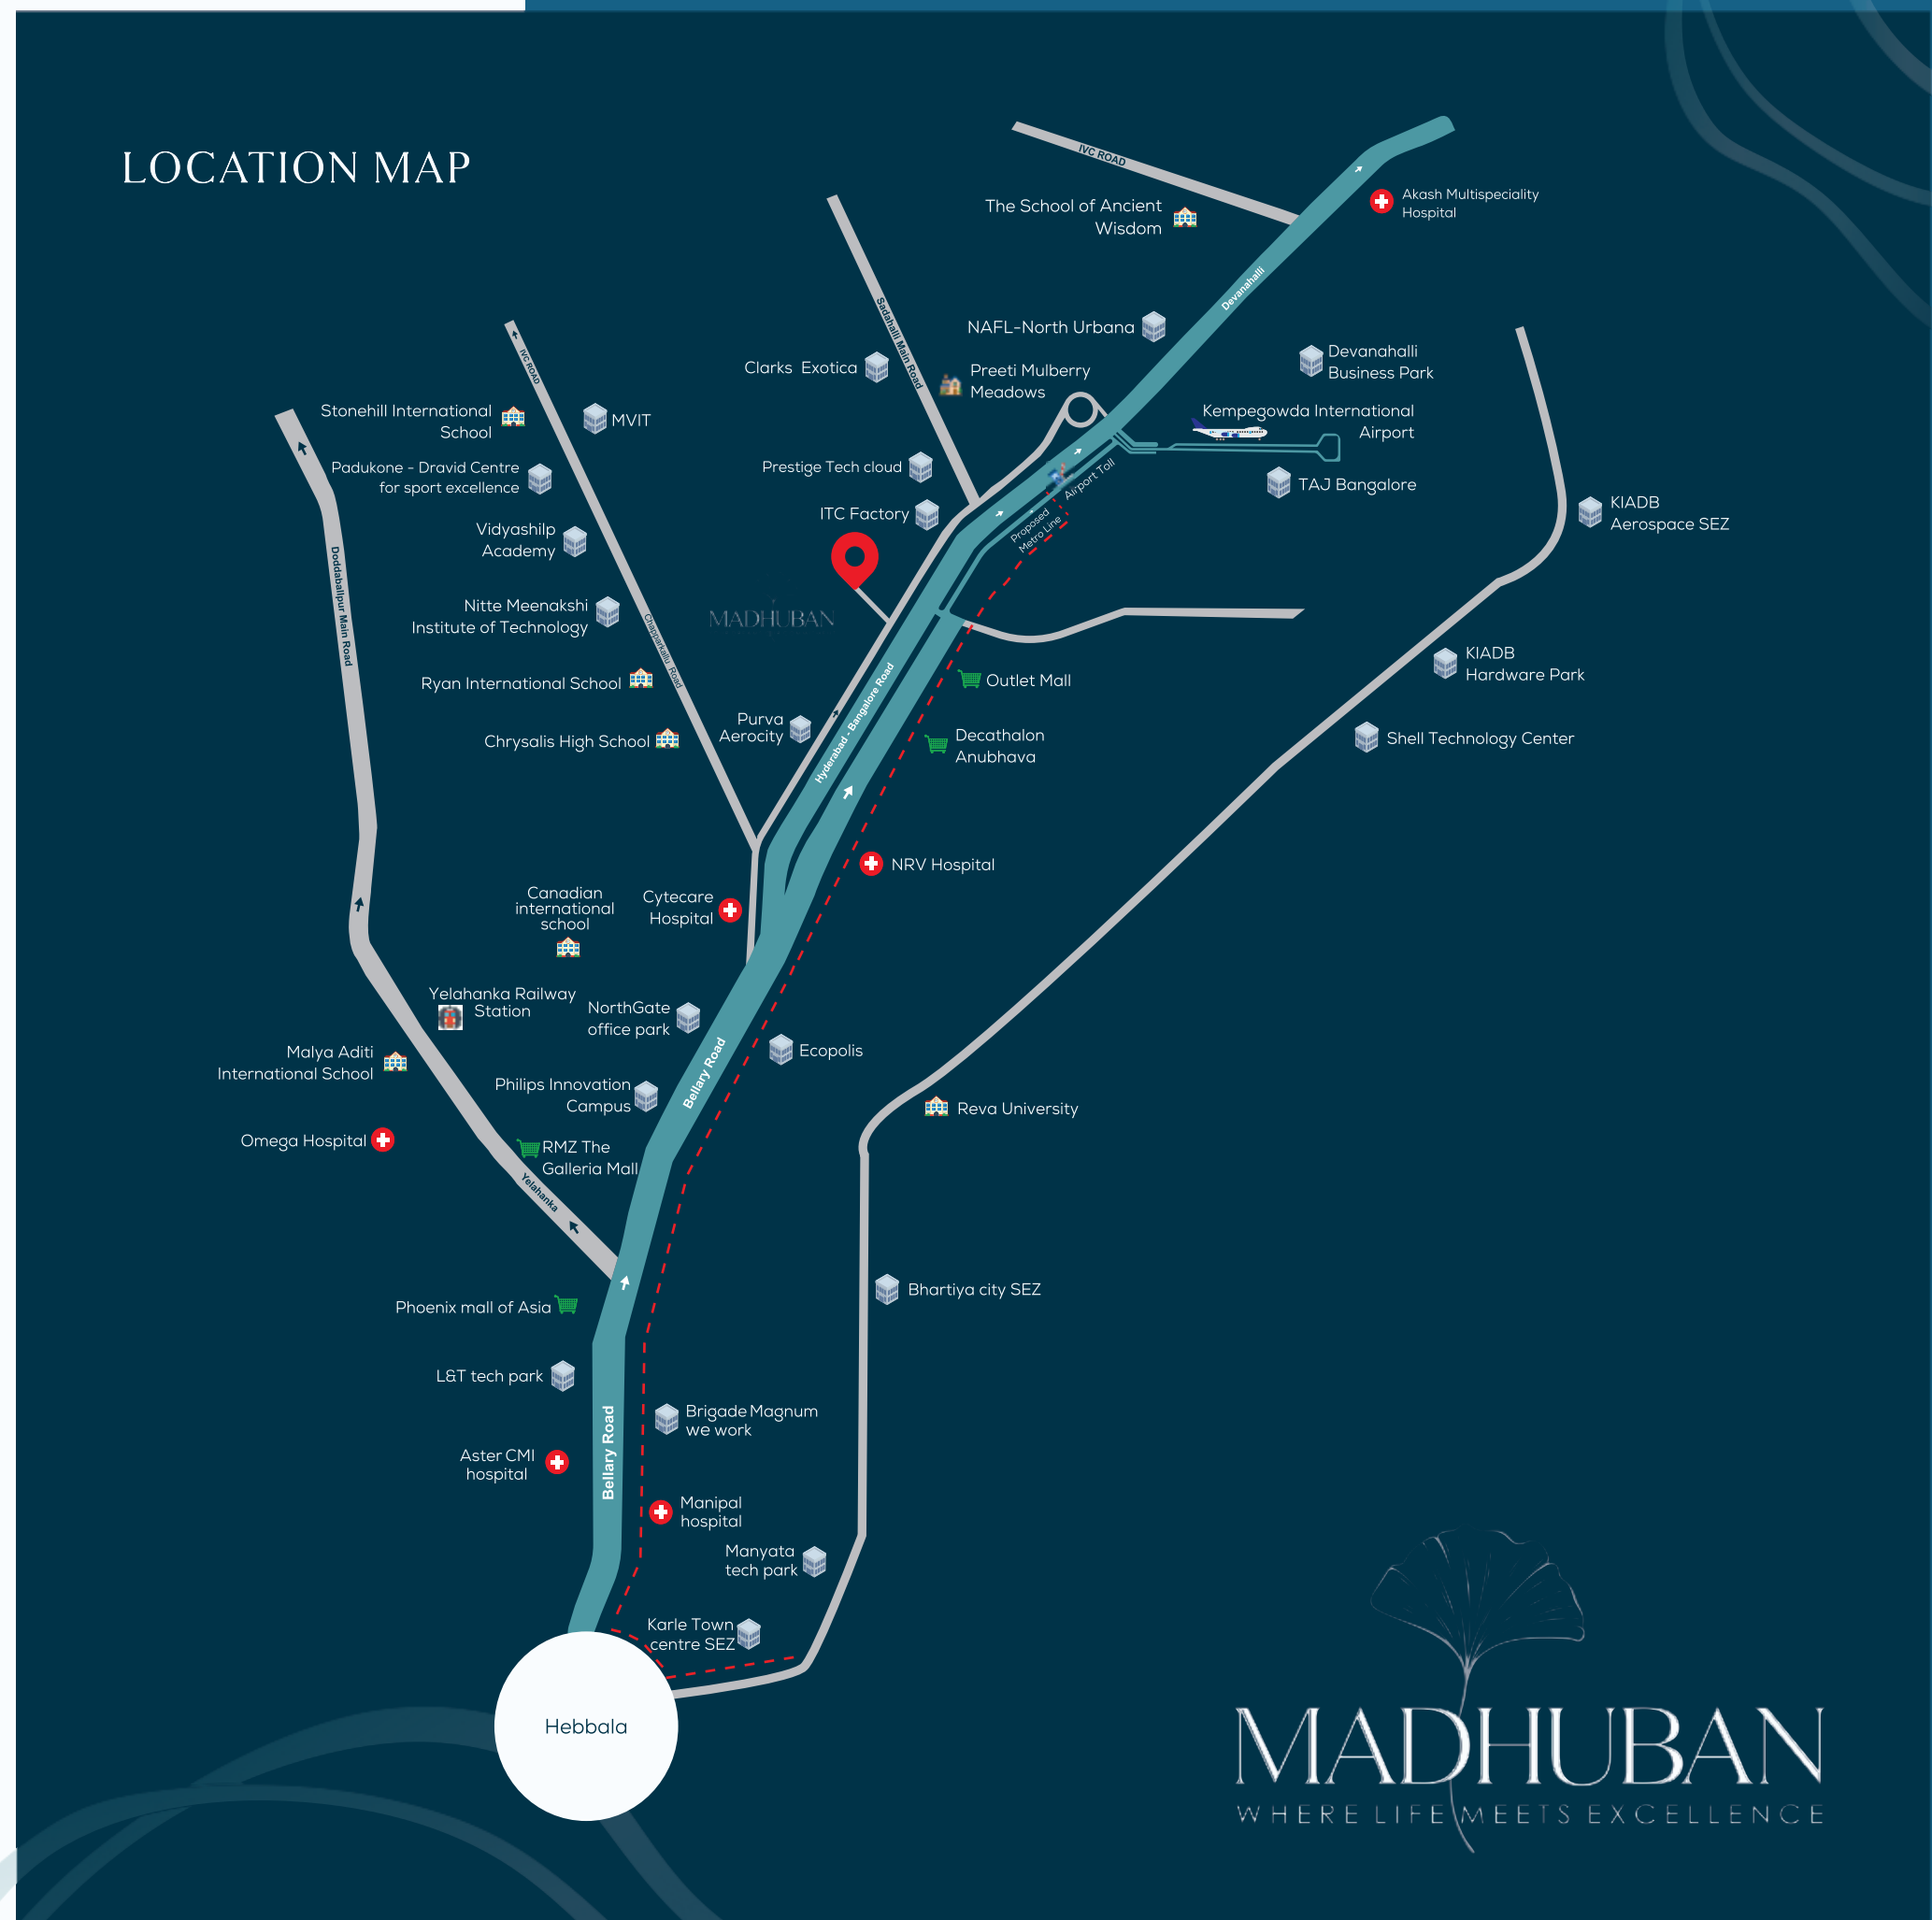 LOCATION MAP
IVC ROAD
The School of Ancient
Wisdom
Akash Multispeciality
Hospital
Devanahalli
Sadahalli Main Road
NAFL-North Urbana
Clarks Exotica
Preeti Mulberry
Meadows
Devanahalli
Business Park
Kempegowda International
Airport
IVC ROAD
Stonehill International
School
MVIT
Padukone - Dravid Centre
for sport excellence
Prestige Tech cloud
Airport Toll
TAJ Bangalore
ITC Factory
Proposed
Metro Line
KIADB
Aerospace SEZ
Vidyashilp
Academy
Doddaballpur Main Road
Nitte Meenakshi
Institute of Technology
MADHUBAN
Chapparkallu Road
KIADB
Hardware Park
Ryan International School
Outlet Mall
Hyderabad - Bangalore Road
Purva
Aerocity
Chrysalis High School
Decathalon
Anubhava
Shell Technology Center
NRV Hospital
Canadian
international
school
Cytecare
Hospital
Yelahanka Railway
Station
NorthGate
office park
Ecopolis
Bellary Road
Malya Aditi
International School
Philips Innovation
Campus
Reva University
Omega Hospital
RMZ The
Galleria Mall
Yelahanka
Phoenix mall of Asia
Bhartiya city SEZ
L&T tech park
Brigade Magnum
we work
Bellary Road
Aster CMI
hospital
Manipal
hospital
Manyata
tech park
Karle Town
centre SEZ
Hebbala
MADHUBAN
WHERE LIFE MEETS EXCELLENCE